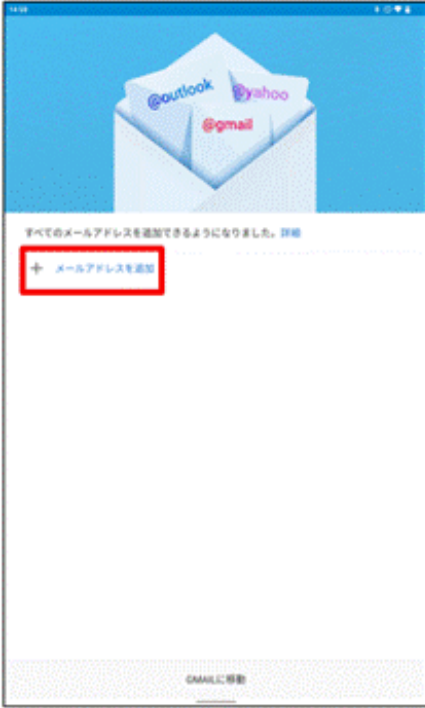 14:59
@outlook
@yahoo
@gmail
すべてのメールアドレスを追加できるようになりました。詳細
+ メールアドレスを追加
GMAILに移動